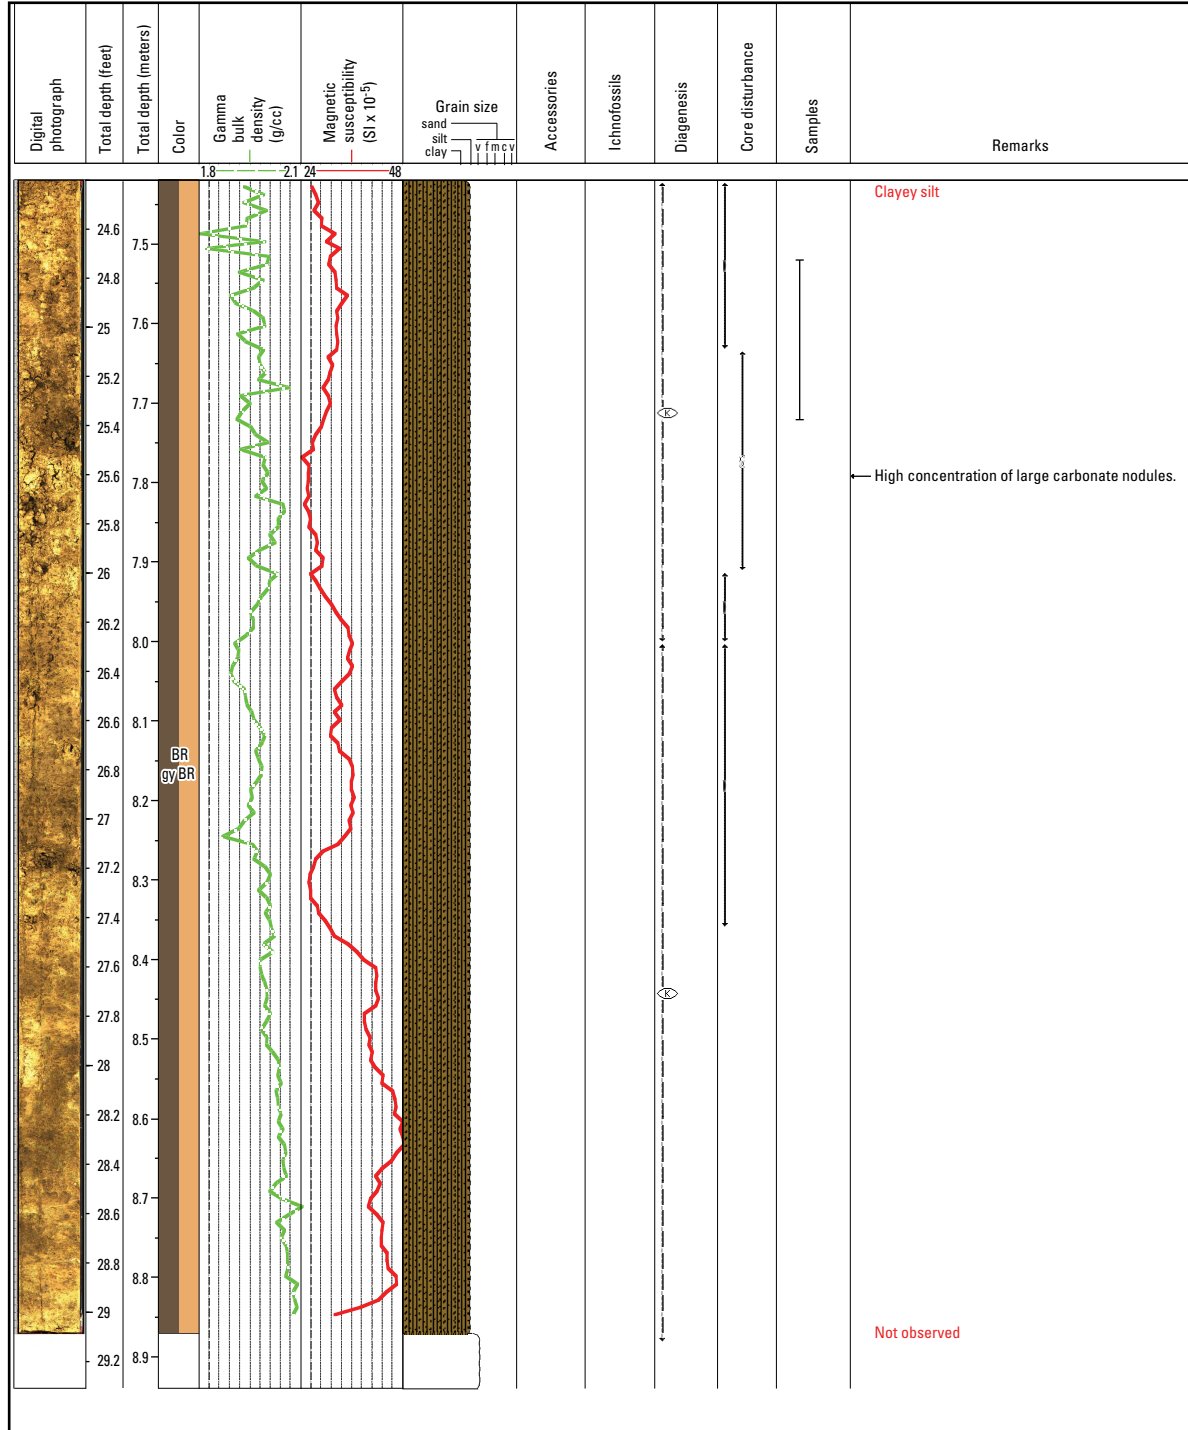 Digital
photograph
Total depth (feet)
Total depth (meters)
Color
Gamma
bulk
density
(g/cc)
Magnetic
susceptibility
(SI x 10-5)
Grain size
sand
silt
clay
v f m c v
Accessories
Ichnofossils
Diagenesis
Core disturbance
Samples
Remarks
1.8 2.1 24 48
Clayey silt
24.6
7.5
24.8
25
7.6
25.2
7.7
25.4
K
25.6
7.8
High concentration of large carbonate nodules.
25.8
7.9
26
26.2
8.0
26.4
26.6
8.1
BR
gy BR
26.8
8.2
27
27.2
8.3
27.4
8.4
27.6
K
27.8
8.5
28
28.2
8.6
28.4
8.7
28.6
28.8
8.8
29
Not observed
29.2
8.9